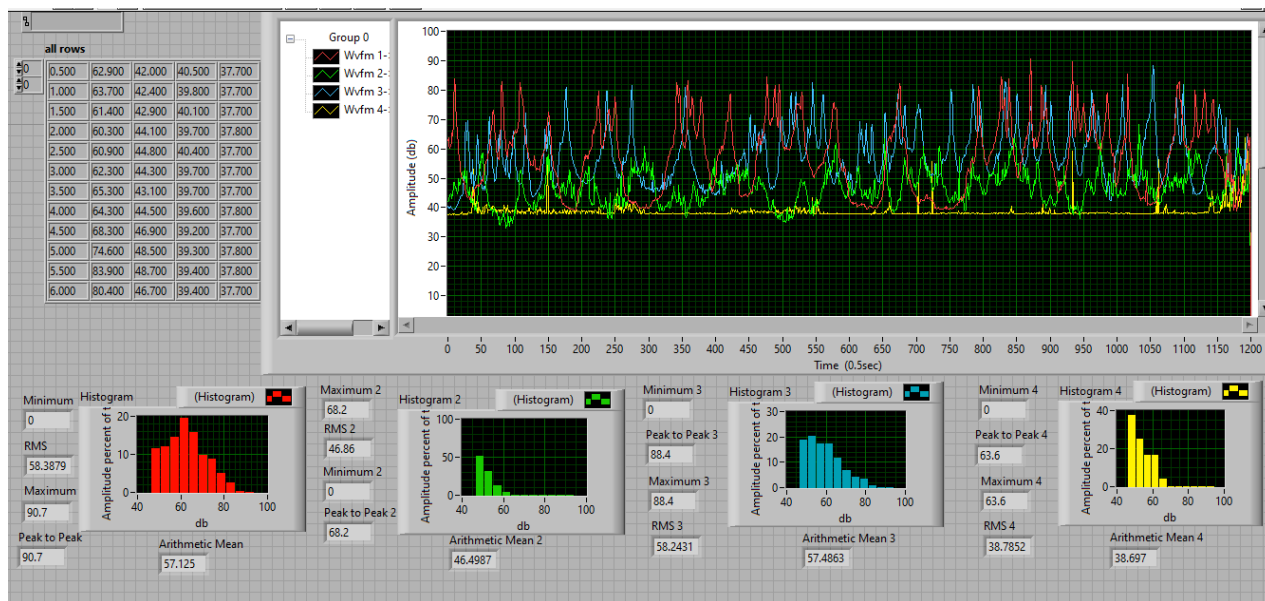 all rows
0
0
0.500 62.900 42.000 40.500 37.700
1.000 63.700 42.400 39.800 37.700
1.500 61.400 42.900 40.100 37.700
2.000 60.300 44.100 39.700 37.800
2.500 60.900 44.800 40.400 37.700
3.000 62.300 44.300 39.700 37.700
3.500 65.300 43.100 39.700 37.700
4.000 64.300 44.500 39.600 37.800
4.500 68.300 46.900 39.200 37.700
5.000 74.600 48.500 39.300 37.800
5.500 83.900 48.700 39.400 37.800
6.000 80.400 46.700 39.400 37.700
Group 0
Wvfm 1-
Wvfm 2-
Wvfm 3-
Wvfm 4-
Amplitude (db)
100
90
80
70
60
50
40
30
20
10
0 50 100 150 200 250 300 350 400 450 500 550 600 650 700 750 800 850 900 950 1000 1050 1100 1150 1200
Time (0.5sec)
Minimum
0
RMS
58.3879
Maximum
90.7
Peak to Peak
90.7
Histogram
(Histogram)
Amplitude percent of t
20
10
0
40 60 80 100
db
Arithmetic Mean
57.125
Maximum 2
68.2
RMS 2
46.86
Minimum 2
0
Peak to Peak 2
68.2
Histogram 2
(Histogram)
Amplitude percent of t
100
50
0
40 60 80 100
db
Arithmetic Mean 2
46.4987
Minimum 3
0
Peak to Peak 3
88.4
Maximum 3
88.4
RMS 3
58.2431
Histogram 3
(Histogram)
Amplitude percent of t
30
20
10
0
40 60 80 100
db
Arithmetic Mean 3
57.4863
Minimum 4
0
Peak to Peak 4
63.6
Maximum 4
63.6
RMS 4
38.7852
Histogram 4
(Histogram)
Amplitude percent of t
40
20
0
40 60 80 100
db
Arithmetic Mean 4
38.697